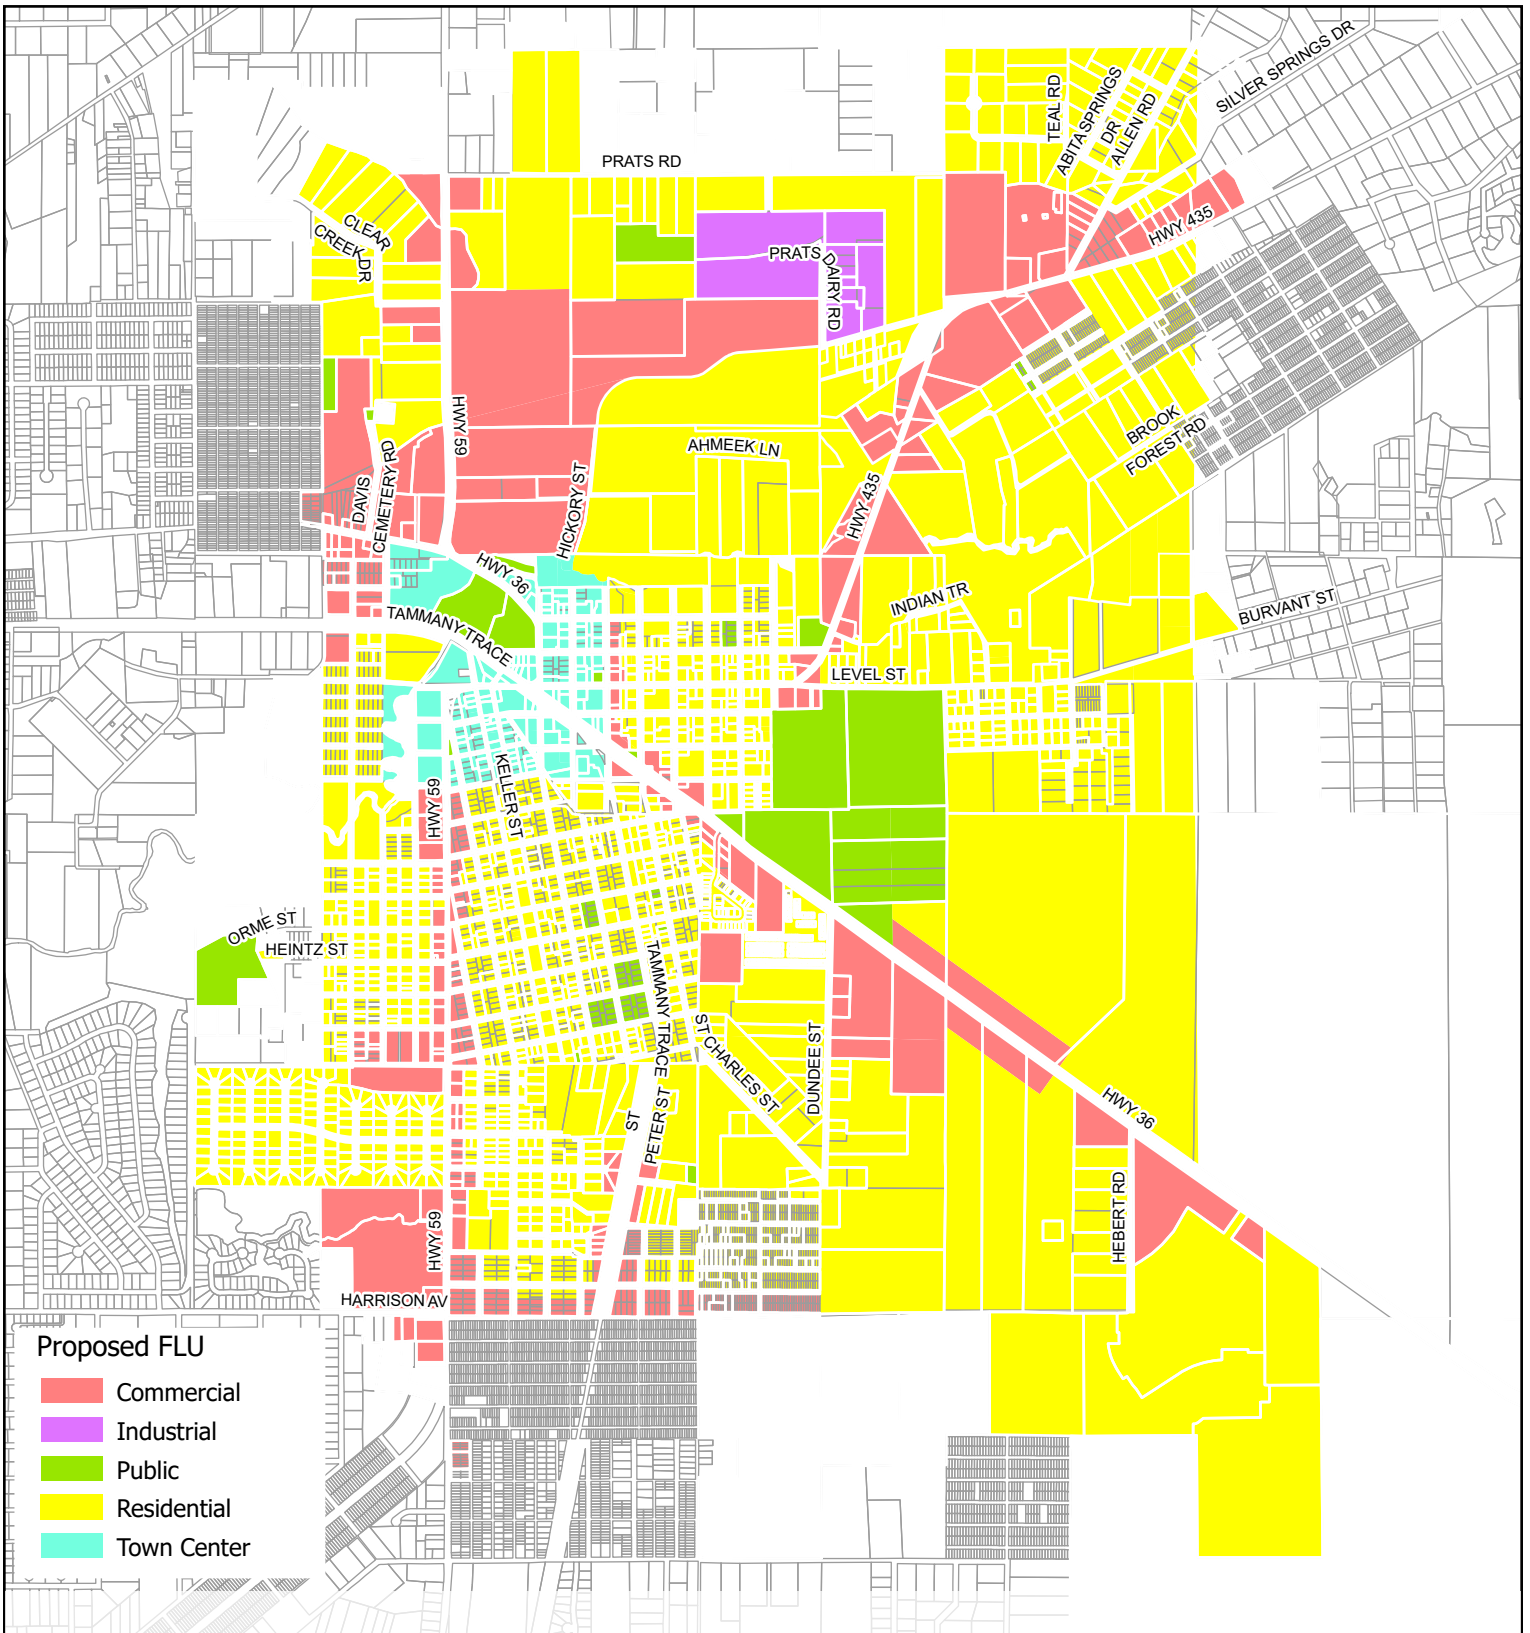 SILVER SPRINGS DR
TEAL RD
ABITA SPRINGS
DR
ALLEN RD
PRATS RD
CLEAR
CREEK DR
HWY 435
PRATS
DAIRY RD
HWY 59
AHMEEK LN
BROOK
FOREST RD
DAVIS
CEMETERY RD
HICKORY ST
HWY 435
HWY 36
TAMMANY TRACE
INDIAN TR
BURVANT ST
LEVEL ST
KELLER ST
HWY 59
ORME ST
HEINTZ ST
TAMMANY TRACE
ST CHARLES ST
DUNDEE ST
ST
PETER ST
HWY 36
HEBERT RD
HWY 59
HARRISON AV
Proposed FLU
Commercial
Industrial
Public
Residential
Town Center